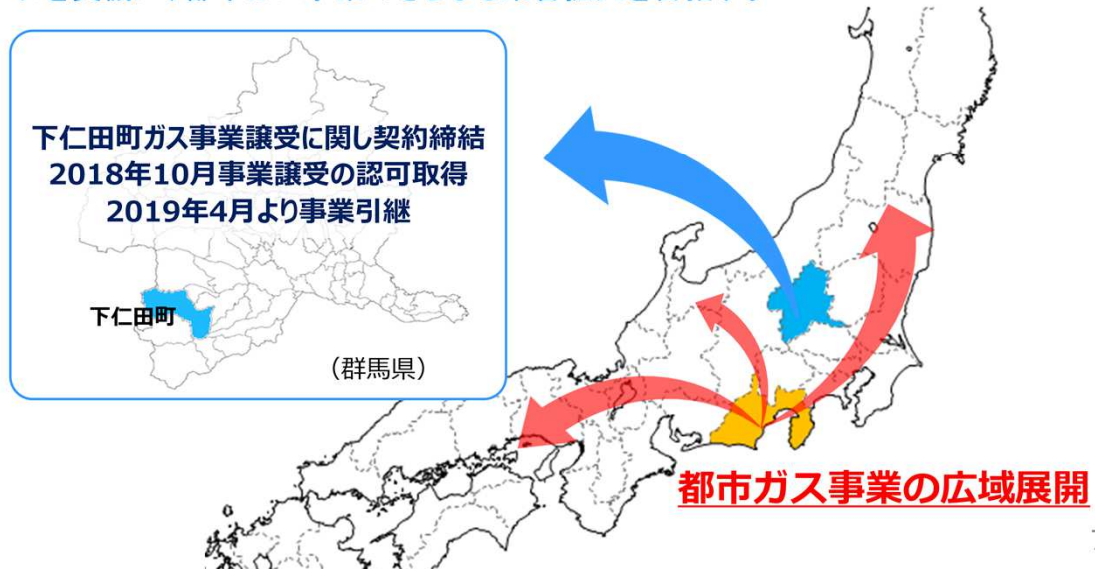 下仁田町ガス事業譲受に関し契約締結
2018年10月事業譲受の認可取得
2019年4月より事業引継
下仁田町
（群馬県）
都市ガス事業の広域展開